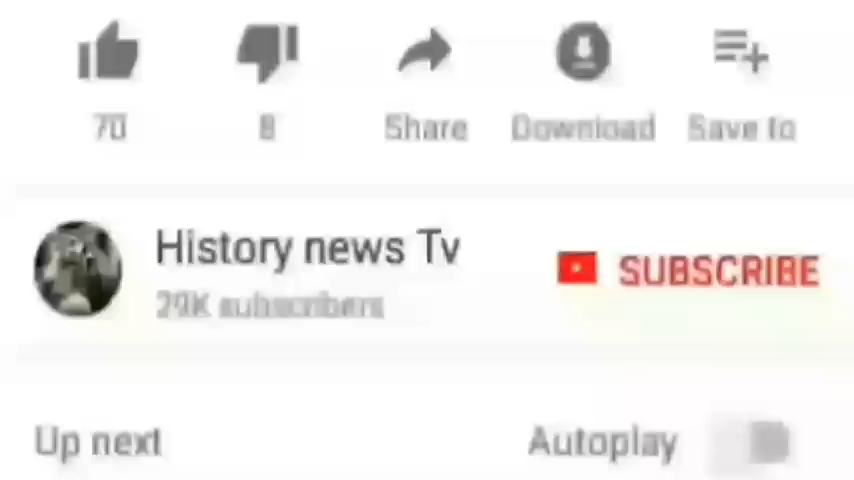 70 8 Share Download Save to
History news Tv
SUBSCRIBE
29K subscribers
Up next Autoplay